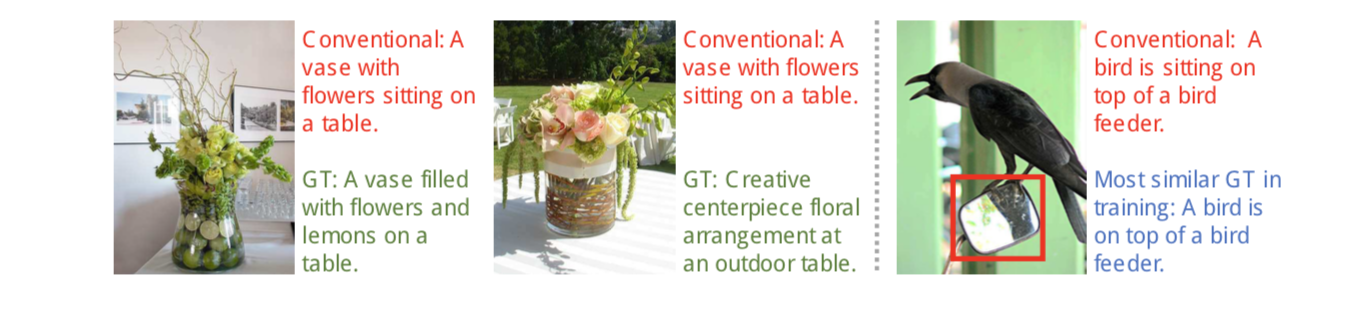 Conventional: A
vase with
flowers sitting on
a table.
GT: A vase filled
with flowers and
lemons on a
table.
Conventional: A
vase with flowers
sitting on a table.
GT: Creative
centerpiece floral
arrangement at
an outdoor table.
Conventional: A
bird is sitting on
top of a bird
feeder.
Most similar GT in
training: A bird is
on top of a bird
feeder.